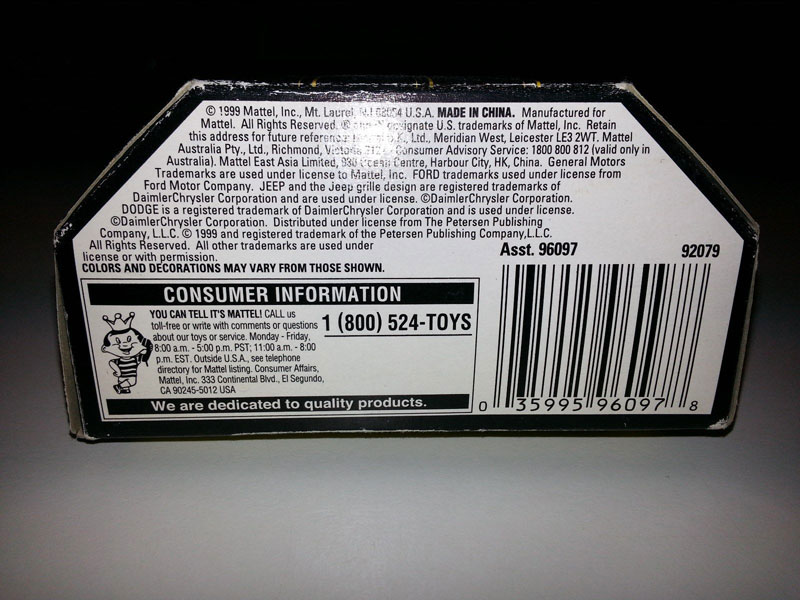 © 1999 Mattel, Inc., Mt. Laurel, NJ 08054 U.S.A. MADE IN CHINA. Manufactured for
Mattel. All Rights Reserved. ® designate U.S. trademarks of Mattel, Inc. Retain
this address for future reference: U.K., Ltd., Meridian West, Leicester LE3 2WT. Mattel
Australia Pty., Ltd., Richmond, Victoria 3121. Consumer Advisory Service: 1800 800 812 (valid only in
Australia). Mattel East Asia Limited, 930 Ocean Centre, Harbour City, HK, China. General Motors
Trademarks are used under license to Mattel, Inc. FORD trademarks used under license from
Ford Motor Company. JEEP and the Jeep grille design are registered trademarks of
DaimlerChrysler Corporation and are used under license. ©DaimlerChrysler Corporation.
DODGE is a registered trademark of DaimlerChrysler Corporation and is used under license.
©DaimlerChrysler Corporation. Distributed under license from The Petersen Publishing
Company, L.L.C. © 1999 and registered trademark of the Petersen Publishing Company,L.L.C.
All Rights Reserved. All other trademarks are used under
license or with permission.
COLORS AND DECORATIONS MAY VARY FROM THOSE SHOWN.
Asst. 96097 92079
CONSUMER INFORMATION
YOU CAN TELL IT'S MATTEL! CALL us
toll-free or write with comments or questions
about our toys or service. Monday - Friday,
8:00 a.m. - 5:00 p.m. PST; 11:00 a.m. - 8:00
p.m. EST. Outside U.S.A., see telephone
directory for Mattel listing. Consumer Affairs,
Mattel, Inc. 333 Continental Blvd., El Segundo,
CA 90245-5012 USA
1 (800) 524-TOYS
We are dedicated to quality products.
0 35995 96097 8